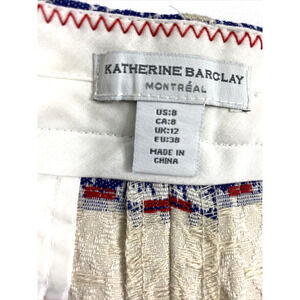 KATHERINE BARCLAY
MONTRÉAL
US:8
CA:8
UK:12
EU:38
MADE IN
CHINA